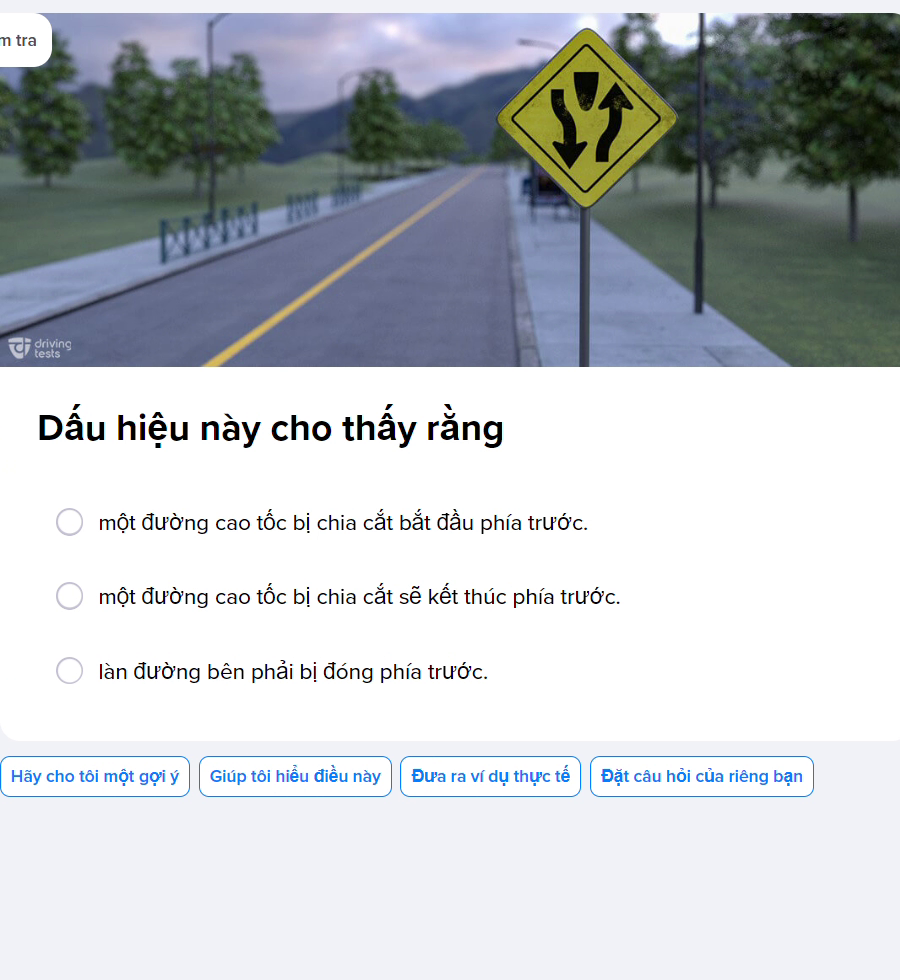 m tra
driving
tests
Dấu hiệu này cho thấy rằng
một đường cao tốc bị chia cắt bắt đầu phía trước.
một đường cao tốc bị chia cắt sẽ kết thúc phía trước.
làn đường bên phải bị đóng phía trước.
Hãy cho tôi một gợi ý Giúp tôi hiểu điều này Đưa ra ví dụ thực tế Đặt câu hỏi của riêng bạn